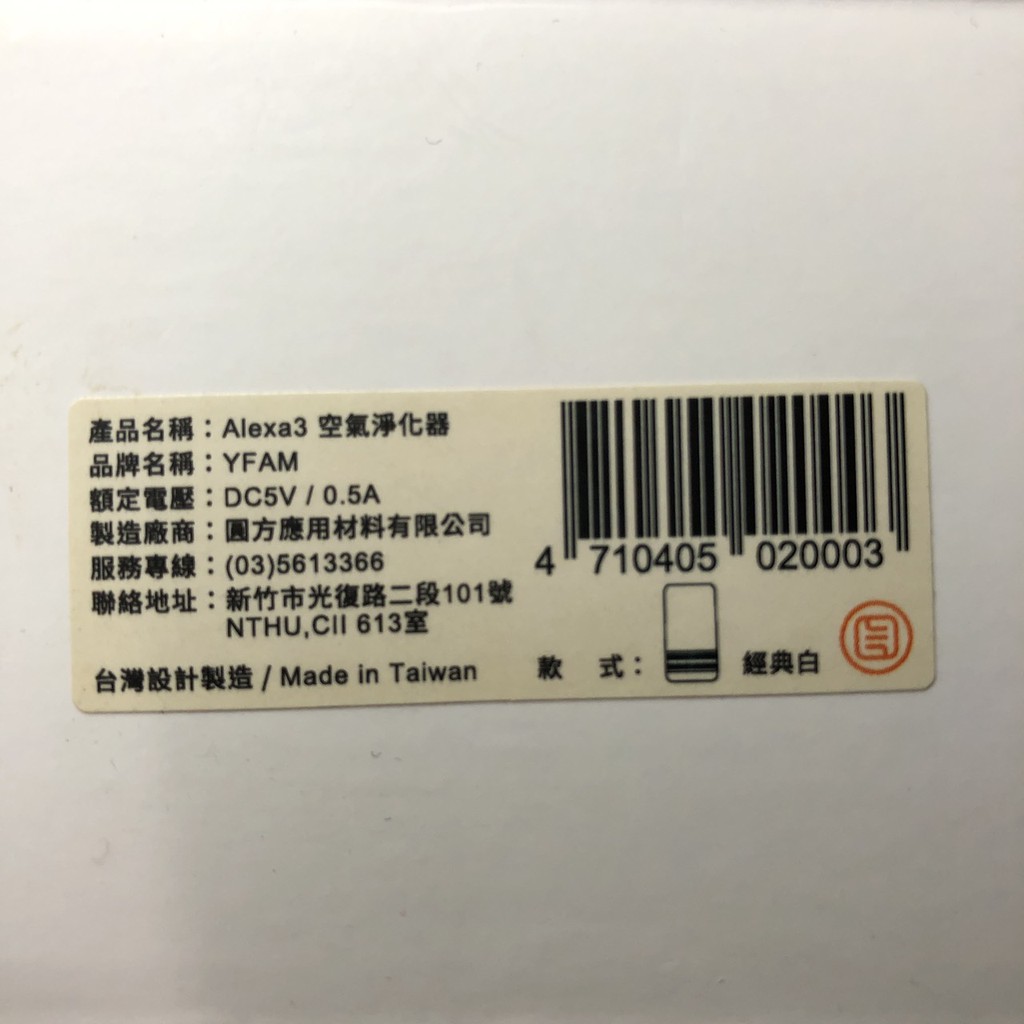 產品名稱：Alexa3 空氣淨化器
品牌名稱：YFAM
額定電壓：DC5V / 0.5A
製造廠商：圓方應用材料有限公司
服務專線：(03)5613366
聯絡地址：新竹市光復路二段101號
NTHU,CII 613室
台灣設計製造 / Made in Taiwan
4 710405 020003
款 式： 經典白